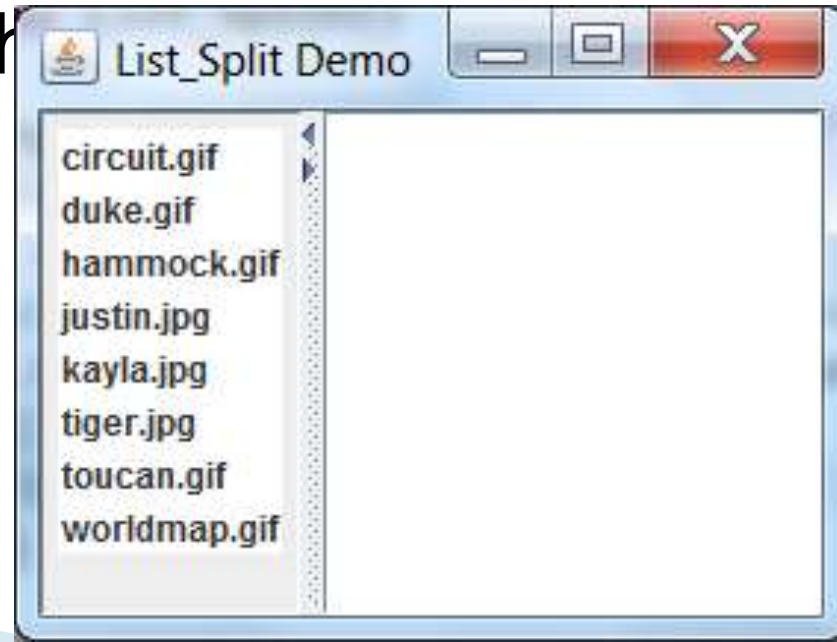 List_Split Demo
circuit.gif
duke.gif
hammock.gif
justin.jpg
kayla.jpg
tiger.jpg
toucan.gif
worldmap.gif